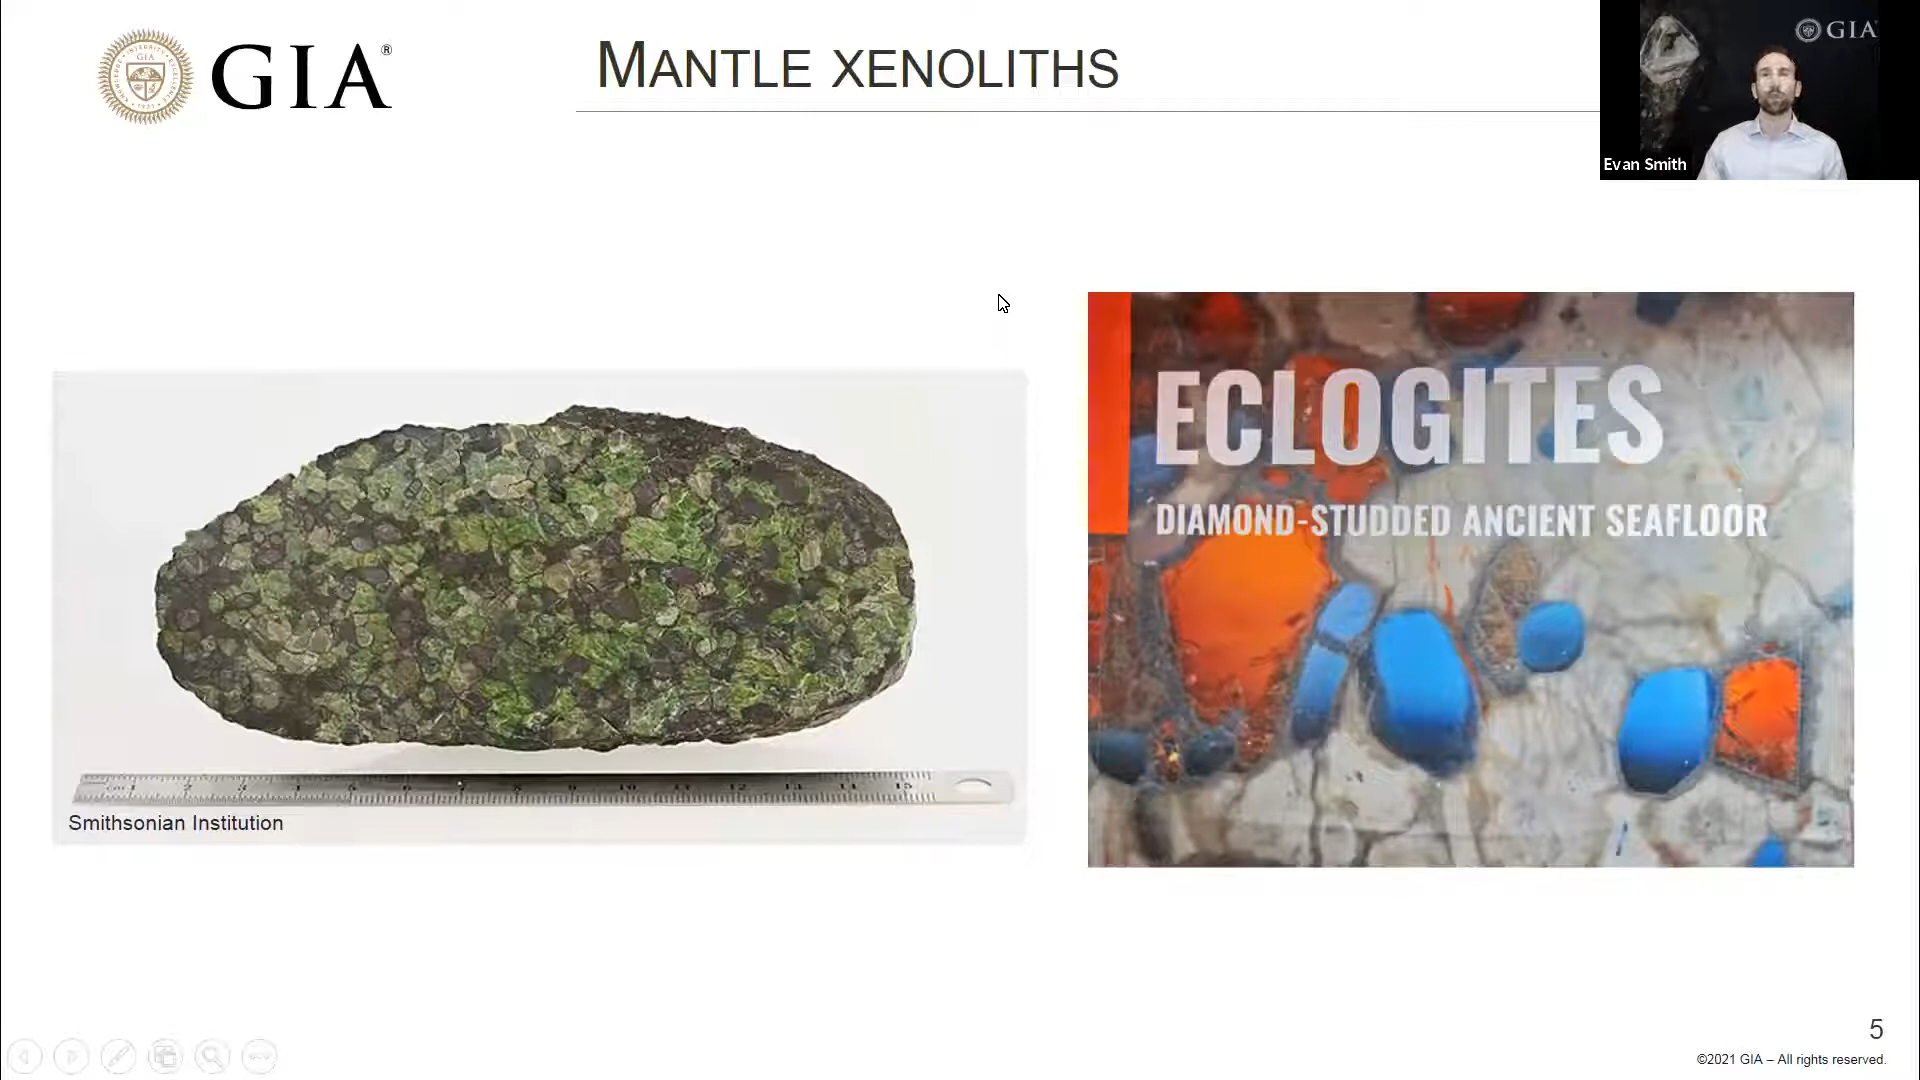 GIA®
MANTLE XENOLITHS
GIA
Evan Smith
ECLOGITES
DIAMOND-STUDDED ANCIENT SEAFLOOR
Smithsonian Institution
5
©2021 GIA – All rights reserved.